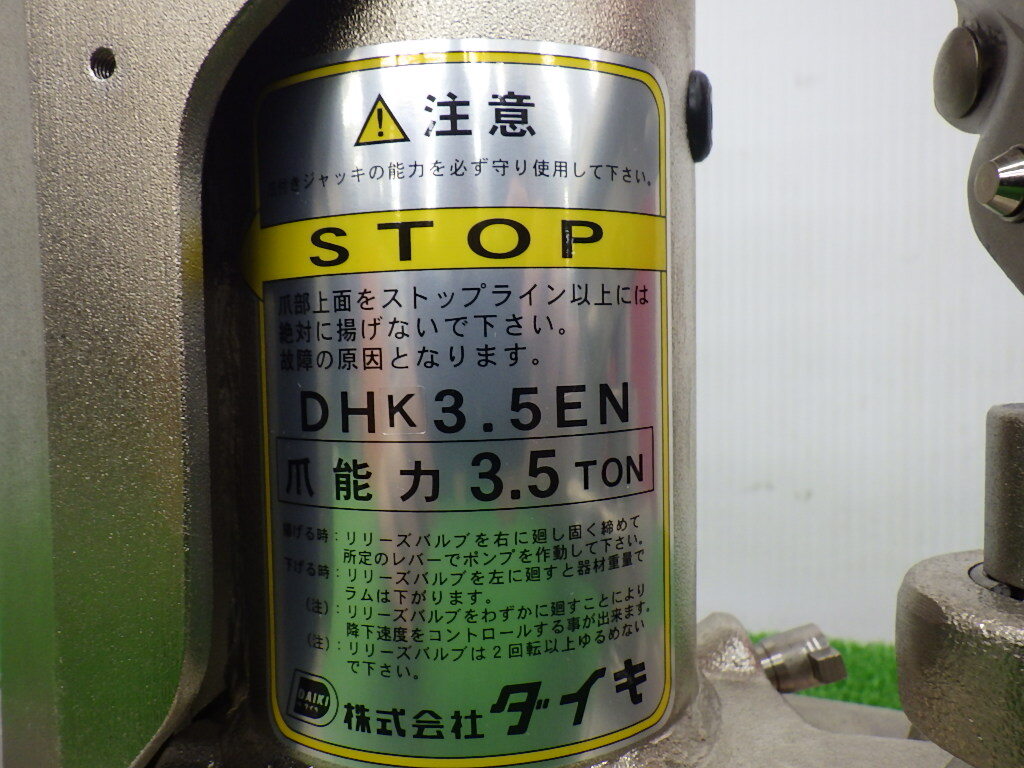 注意
爪付きジャッキの能力を必ず守り使用して下さい。
STOP
爪部上面をストップライン以上には
絶対に揚げないで下さい。
故障の原因となります。
DHK3.5EN
爪能力 3.5TON
揚げる時：リリーズバルブを右に廻し固く締めて
所定のレバーでポンプを作動して下さい。
下げる時：リリーズバルブを左に廻すと器材重量で
ラムは下がります。
（注）：リリーズバルブをわずかに廻すことにより
降下速度をコントロールする事が出来ます。
（注）：リリーズバルブは2回転以上ゆるめない
で下さい。
DAIKI
株式会社ダイキ